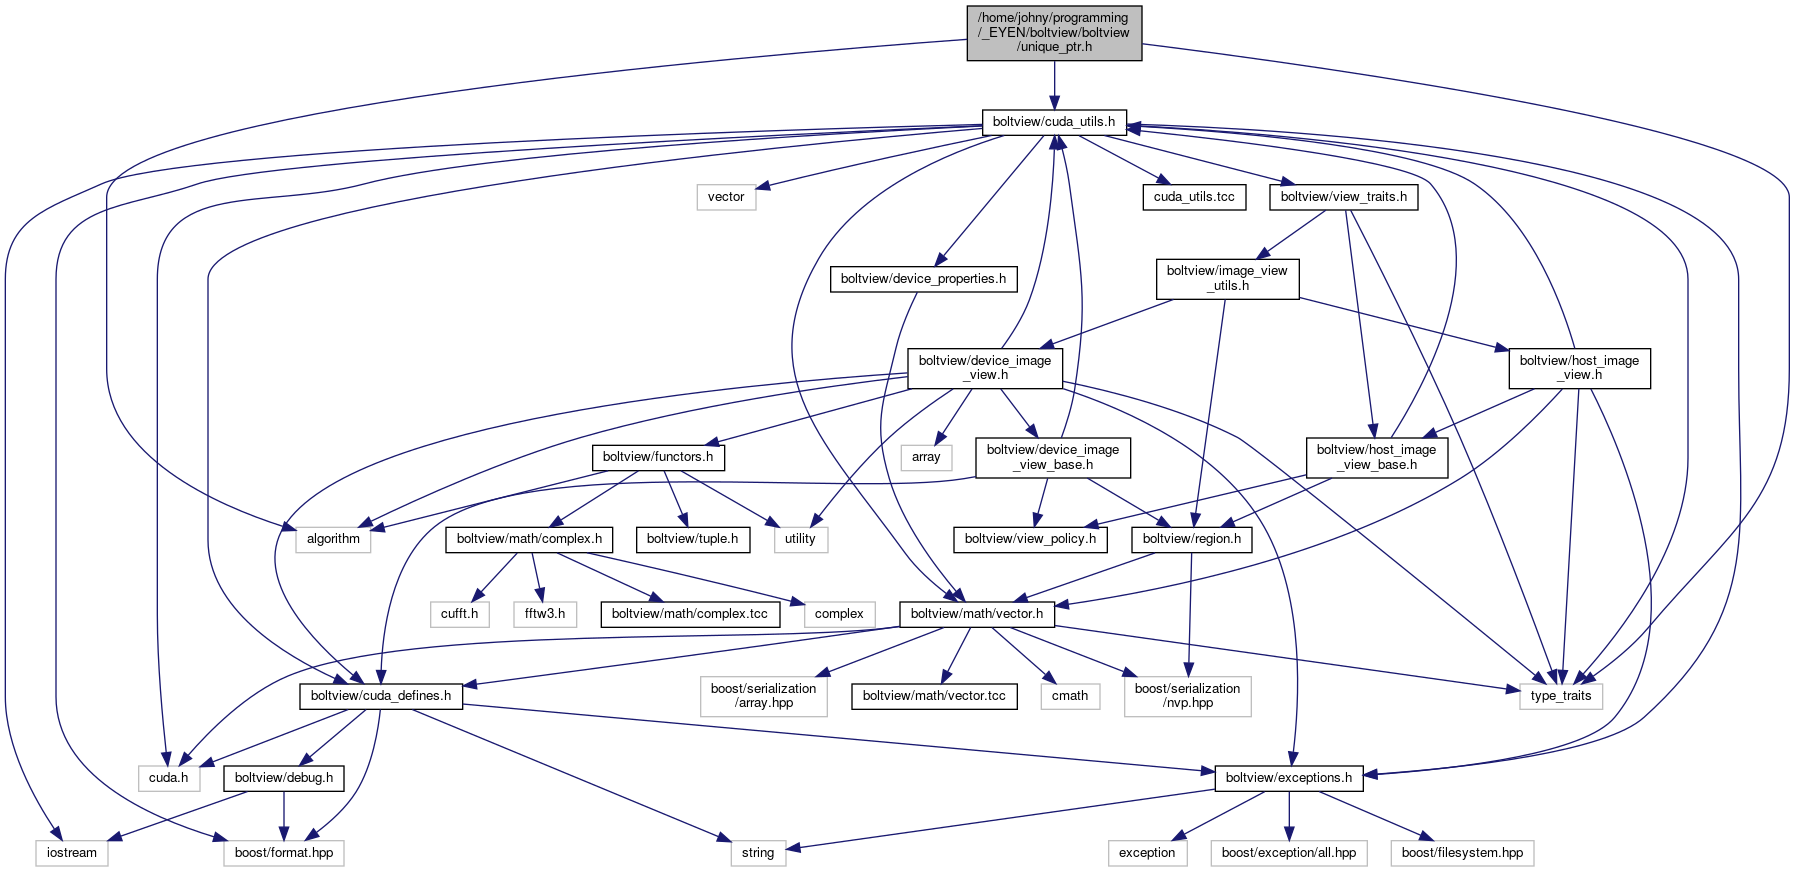 /home/johny/programming
/_EYEN/boltview/boltview
/unique_ptr.h
boltview/cuda_utils.h
vector
cuda_utils.tcc
boltview/view_traits.h
boltview/device_properties.h
boltview/image_view
_utils.h
boltview/device_image
_view.h
boltview/host_image
_view.h
boltview/functors.h
array
boltview/device_image
_view_base.h
boltview/host_image
_view_base.h
algorithm
boltview/math/complex.h
boltview/tuple.h
utility
boltview/view_policy.h
boltview/region.h
cufft.h
fftw3.h
boltview/math/complex.tcc
complex
boltview/math/vector.h
boltview/cuda_defines.h
boost/serialization
/array.hpp
boltview/math/vector.tcc
cmath
boost/serialization
/nvp.hpp
type_traits
cuda.h
boltview/debug.h
boltview/exceptions.h
iostream
boost/format.hpp
string
exception
boost/exception/all.hpp
boost/filesystem.hpp